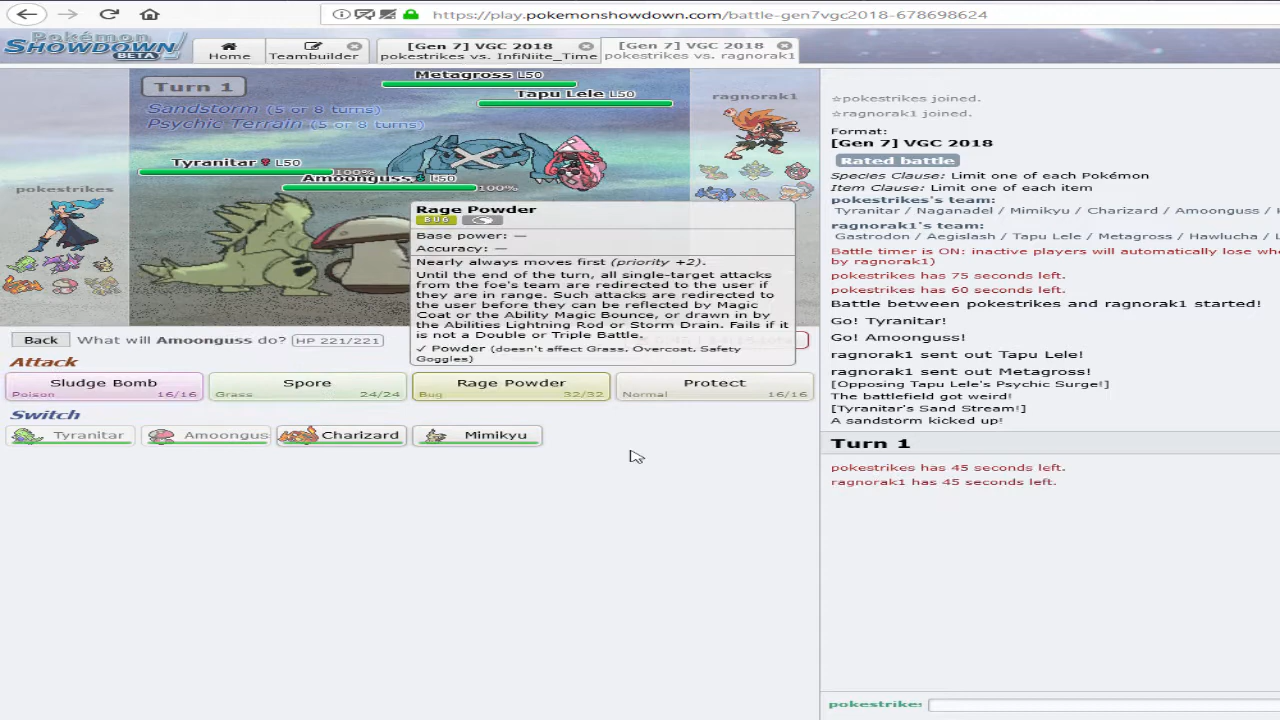 https://play.pokemonshowdown.com/battle-gen7vgc2018-678698624
Pokémon
SHOWDOWN
BETA
Home
Teambuilder
[Gen 7] VGC 2018
pokestrikes vs. InfiNiite_Time
[Gen 7] VGC 2018
pokestrikes vs. ragnorak1
Turn 1
Sandstorm (5 or 8 turns)
Psychic Terrain (5 or 8 turns)
Metagross L50
Tapu Lele L50
ragnorak1
Tyranitar L50
100%
Amoonguss L50
100%
pokestrikes
Rage Powder
BUG
Base power: —
Accuracy: —
Nearly always moves first (priority +2).
Until the end of the turn, all single-target attacks
from the foe's team are redirected to the user if
they are in range. Such attacks are redirected to
the user before they can be reflected by Magic
Coat or the Ability Magic Bounce, or drawn in by
the Abilities Lightning Rod or Storm Drain. Fails if it
is not a Double or Triple Battle.
✓ Powder (doesn't affect Grass, Overcoat, Safety
Goggles)
Back What will Amoonguss do? HP 221/221
Attack
Sludge Bomb
Poison 16/16
Spore
Grass 24/24
Rage Powder
Bug 32/32
Protect
Normal 16/16
Switch
Tyranitar
Amoongus
Charizard
Mimikyu
☆pokestrikes joined.
☆ragnorak1 joined.
Format:
[Gen 7] VGC 2018
Rated battle
Species Clause: Limit one of each Pokémon
Item Clause: Limit one of each item
pokestrikes's team:
Tyranitar / Naganadel / Mimikyu / Charizard / Amoonguss /
ragnorak1's team:
Gastrodon / Aegislash / Tapu Lele / Metagross / Hawlucha /
Battle timer is ON: inactive players will automatically lose
by ragnorak1)
pokestrikes has 75 seconds left.
pokestrikes has 60 seconds left.
Battle between pokestrikes and ragnorak1 started!
Go! Tyranitar!
Go! Amoonguss!
ragnorak1 sent out Tapu Lele!
ragnorak1 sent out Metagross!
[Opposing Tapu Lele's Psychic Surge!]
The battlefield got weird!
[Tyranitar's Sand Stream!]
A sandstorm kicked up!
Turn 1
pokestrikes has 45 seconds left.
ragnorak1 has 45 seconds left.
pokestrikes: